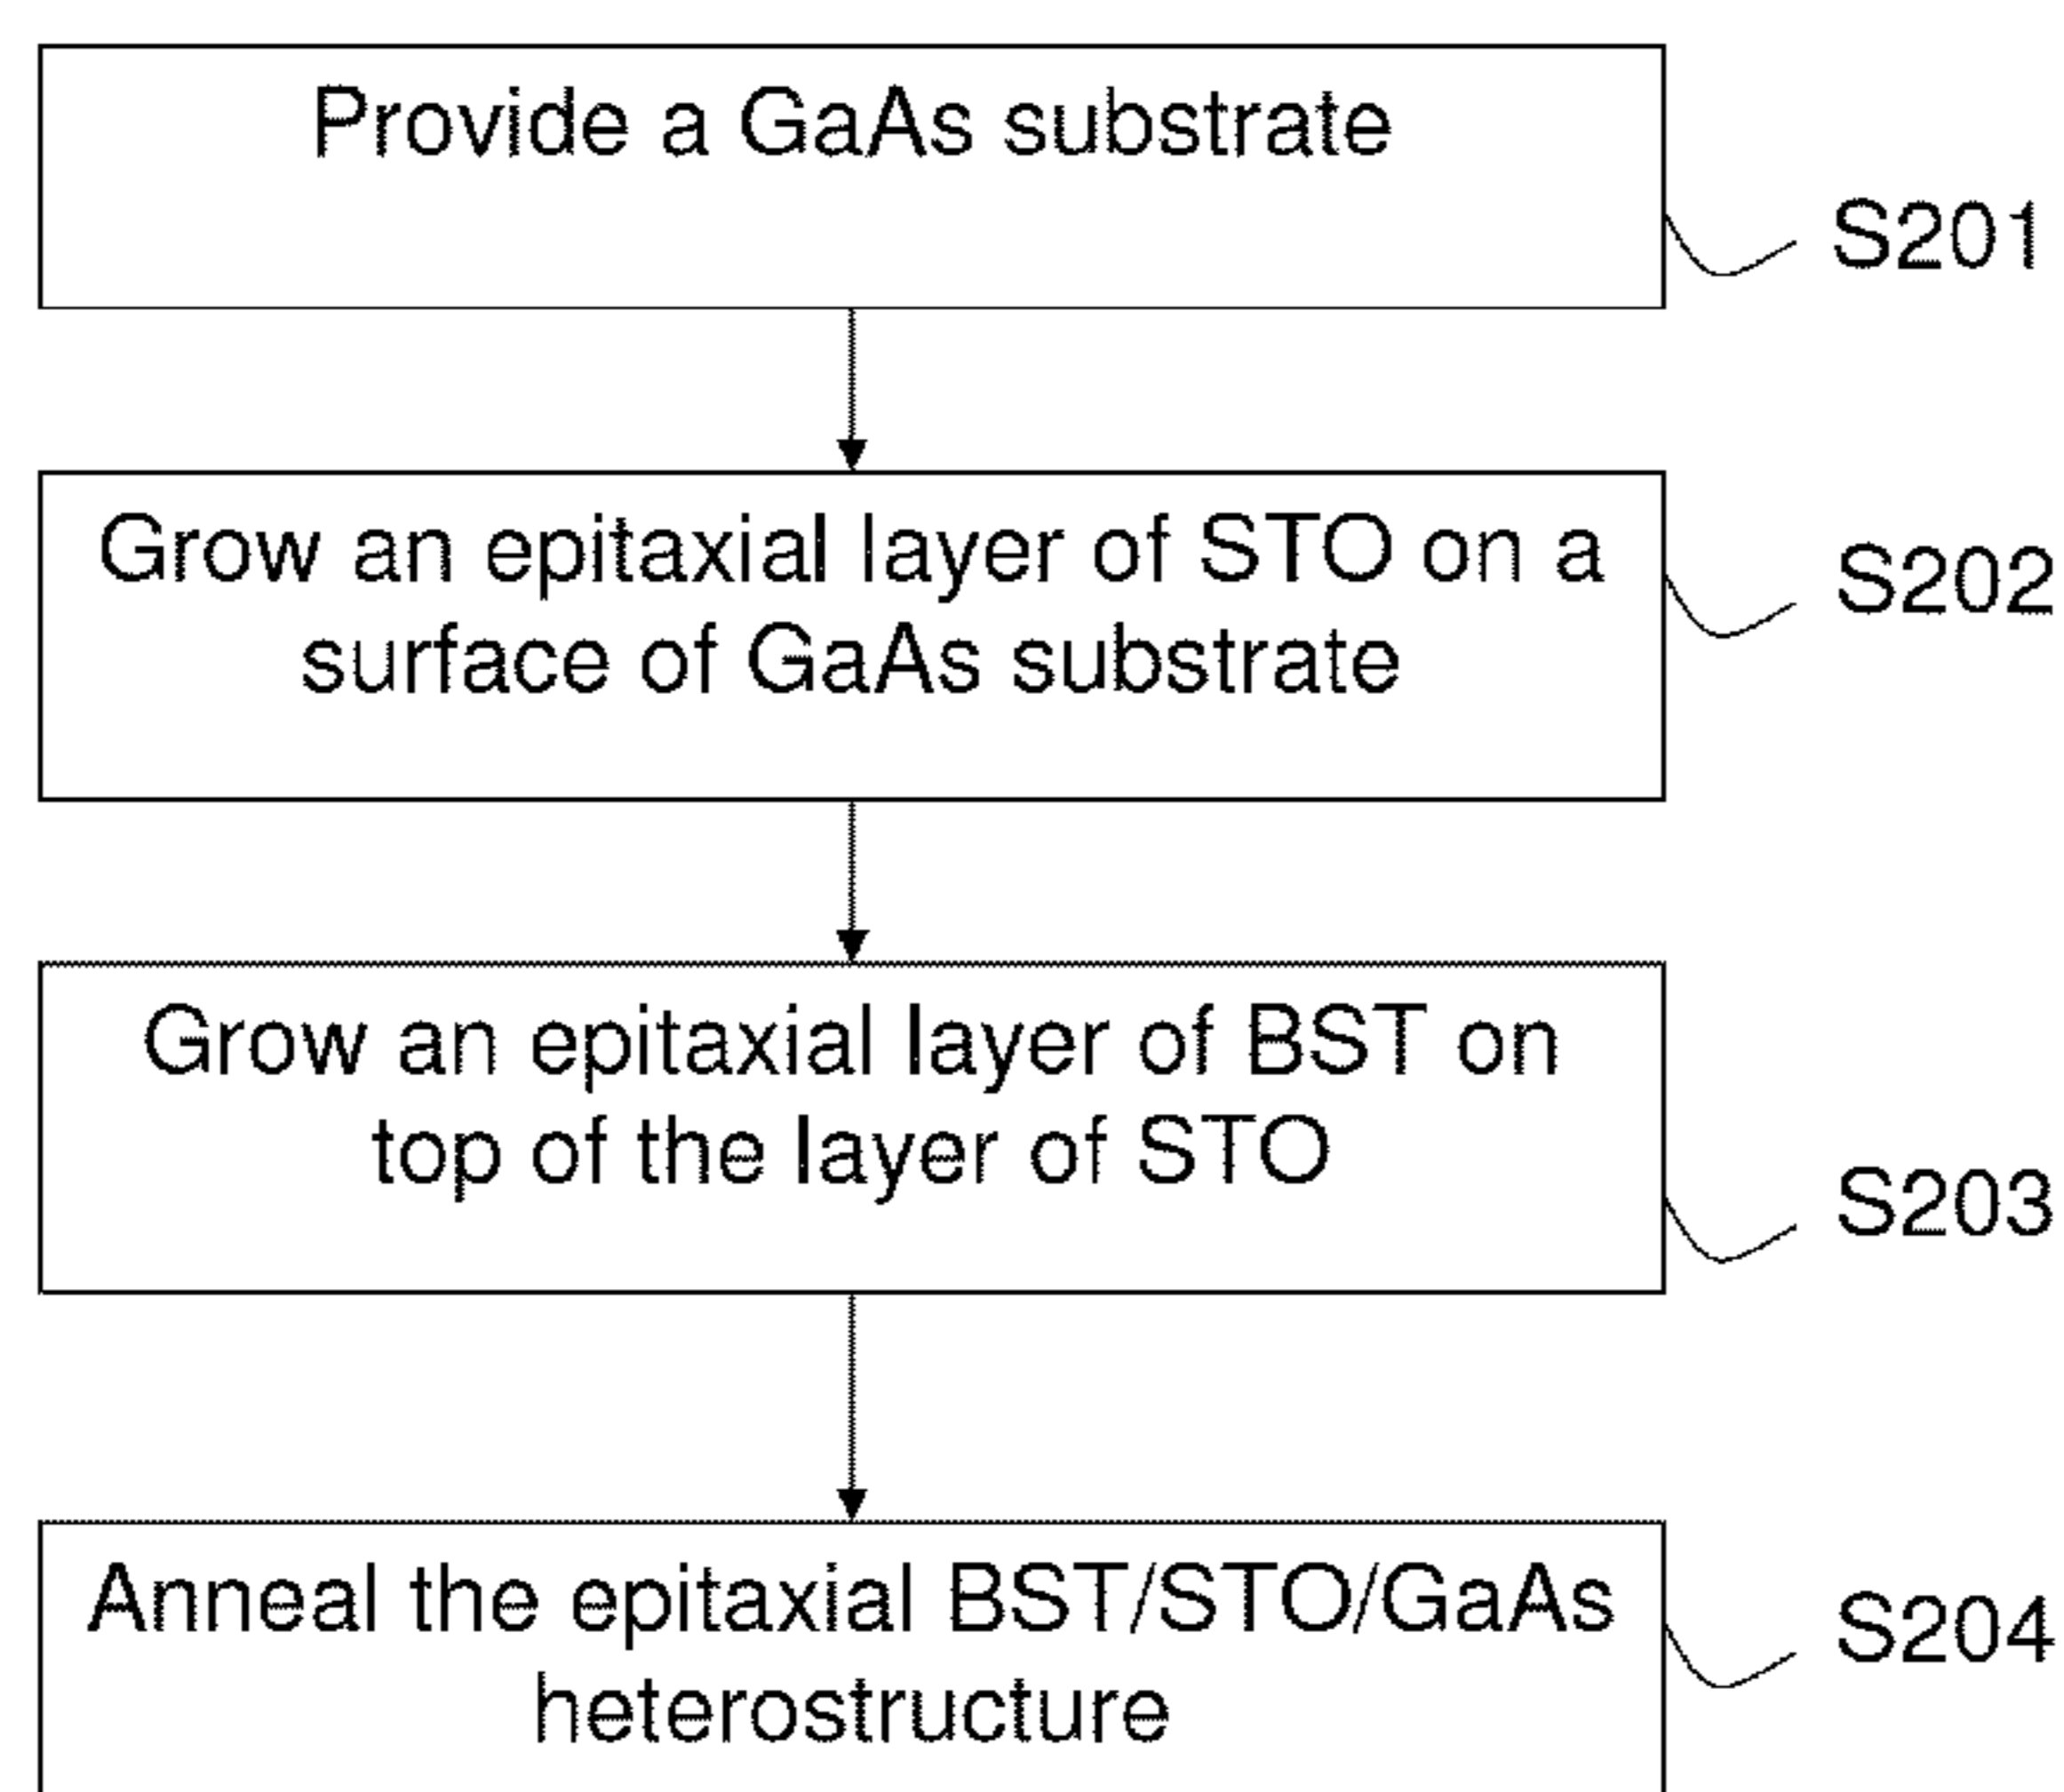 Provide a GaAs substrate
S201
Grow an epitaxial layer of STO on a
surface of GaAs substrate
S202
Grow an epitaxial layer of BST on
top of the layer of STO
S203
Anneal the epitaxial BST/STO/GaAs
heterostructure
S204